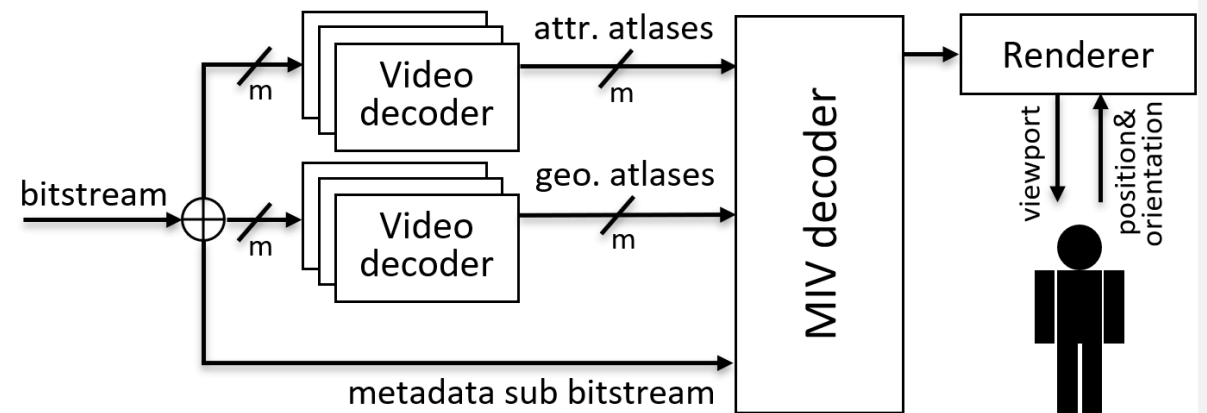 attr. atlases
Video
decoder
m
m
bitstream
geo. atlases
Video
decoder
m
m
metadata sub bitstream
MIV decoder
Renderer
viewport
position&
orientation